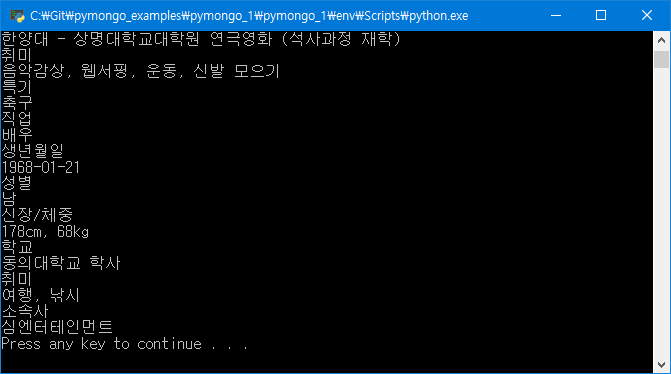 C:₩Git₩pymongo_examples₩pymongo_1₩pymongo_1₩env₩Scripts₩python.exe
한양대 - 상명대학교대학원 연극영화 (석사과정 재학)
취미
음악감상, 웹서핑, 운동, 신발 모으기
특기
축구
직업
배우
생년월일
1968-01-21
성별
남
신장/체중
178cm, 68kg
학교
동의대학교 학사
취미
여행, 낚시
소속사
심엔터테인먼트
Press any key to continue . . .